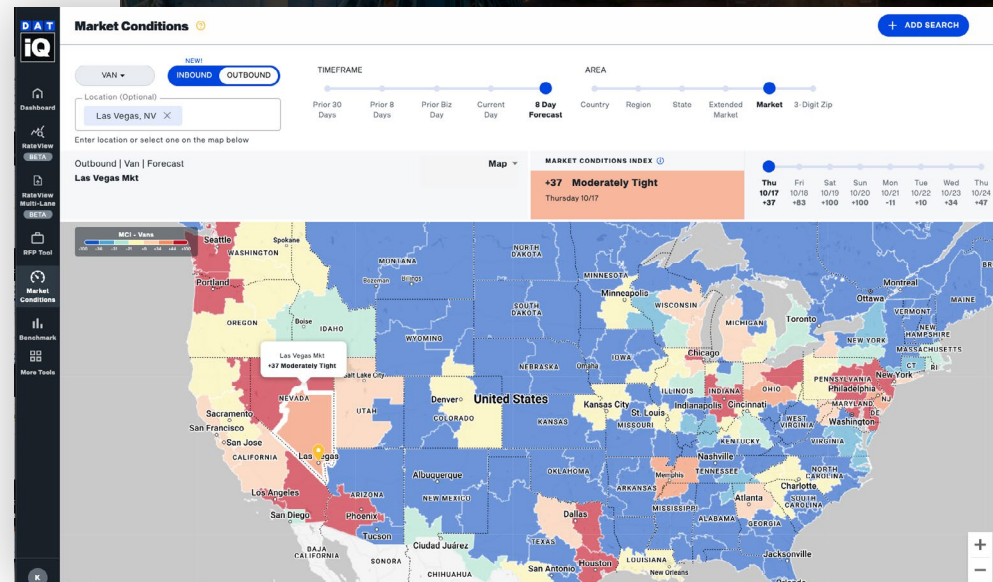 DAT
iQ
Market Conditions
+ ADD SEARCH
NEW!
VAN
INBOUND OUTBOUND
Location (Optional)
Las Vegas, NV ×
Enter location or select one on the map below
TIMEFRAME
Prior 30 Days
Prior 8 Days
Prior Biz Day
Current Day
8 Day Forecast
AREA
Country
Region
State
Extended Market
Market
3-Digit Zip
Dashboard
RateView
BETA
RateView Multi-Lane
BETA
RFP Tool
Market Conditions
Benchmark
More Tools
K
Outbound | Van | Forecast
Las Vegas Mkt
Map
MARKET CONDITIONS INDEX
+37 Moderately Tight
Thursday 10/17
Thu 10/17 +37
Fri 10/18 +83
Sat 10/19 +100
Sun 10/20 +100
Mon 10/21 -11
Tue 10/22 +10
Wed 10/23 +34
Thu 10/24 +47
MCI - Vans
Seattle
Spokane
WASHINGTON
Portland
OREGON
Boise
IDAHO
MONTANA
Bozeman
Billings
NORTH DAKOTA
SOUTH DAKOTA
MINNESOTA
Minneapolis
WISCONSIN
MICHIGAN
Toronto
Ottawa
Montreal
MAINE
VERMONT
NEW HAMPSHIRE
NEW YORK
MASSACHUSETTS
CT
RI
WYOMING
NEBRASKA
Omaha
IOWA
Chicago
Las Vegas Mkt
+37 Moderately Tight
Salt Lake City
NEVADA
UTAH
Denver
COLORADO
United States
KANSAS
Kansas City
St. Louis
MISSOURI
ILLINOIS
INDIANA
Indianapolis
Cincinnati
OHIO
PENNSYLVANIA
New York
Philadelphia
NJ
MARYLAND
DE
Washington
WEST VIRGINIA
VIRGINIA
KENTUCKY
Sacramento
San Francisco
San Jose
CALIFORNIA
Las Vegas
Los Angeles
San Diego
ARIZONA
Phoenix
Tucson
Albuquerque
NEW MEXICO
OKLAHOMA
ARKANSAS
Memphis
Nashville
TENNESSEE
NORTH CAROLINA
Charlotte
SOUTH CAROLINA
Atlanta
GEORGIA
ALABAMA
MISSISSIPPI
Dallas
TEXAS
LOUISIANA
Houston
San Antonio
New Orleans
Jacksonville
Orlando
Ciudad Juárez
BAJA CALIFORNIA
SONORA
CHIHUAHUA
+
−